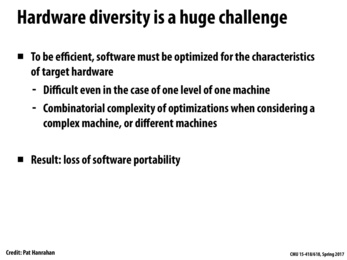 Hardware diversity is a huge challenge
■ To be efficient, software must be optimized for the characteristics
of target hardware
- Difficult even in the case of one level of one machine
- Combinatorial complexity of optimizations when considering a
complex machine, or different machines
■ Result: loss of software portability
Credit: Pat Hanrahan
CMU 15-418/618, Spring 2017